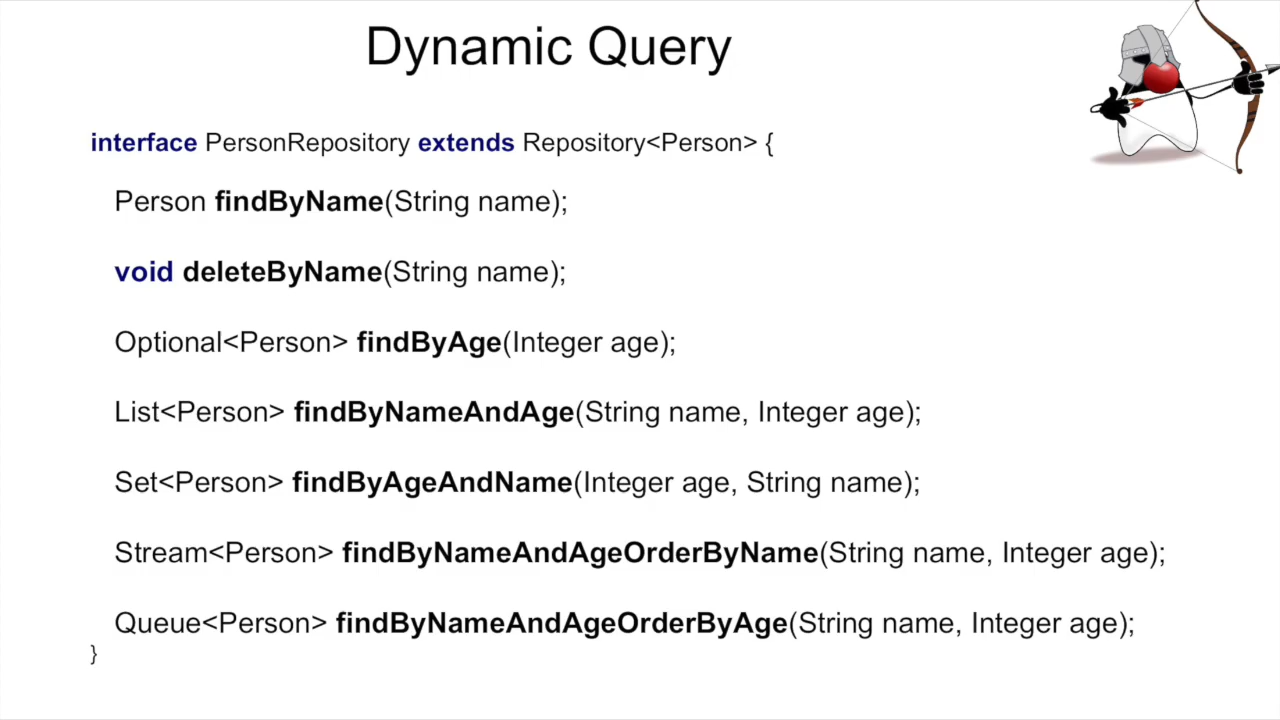 Dynamic Query
interface PersonRepository extends Repository<Person> {
Person findByName(String name);
void deleteByName(String name);
Optional<Person> findByAge(Integer age);
List<Person> findByNameAndAge(String name, Integer age);
Set<Person> findByAgeAndName(Integer age, String name);
Stream<Person> findByNameAndAgeOrderByName(String name, Integer age);
Queue<Person> findByNameAndAgeOrderByAge(String name, Integer age);
}